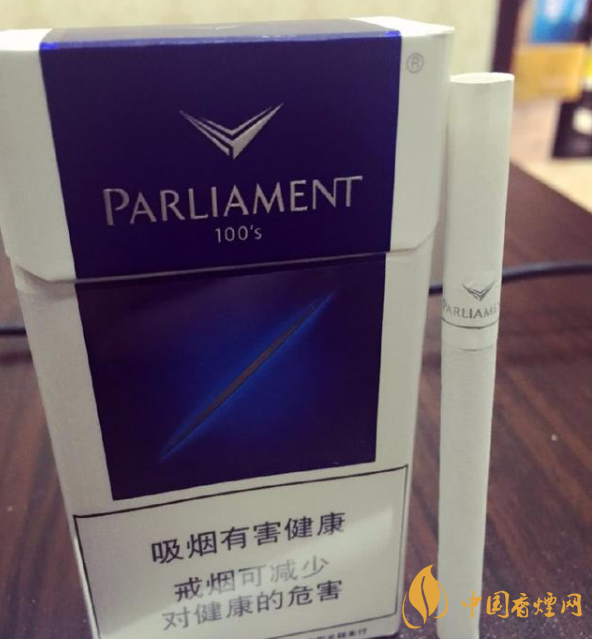 ®
PARLIAMENT
100's
PARLIAME
吸烟有害健康
戒烟可减少
对健康的危害
中国香烟网